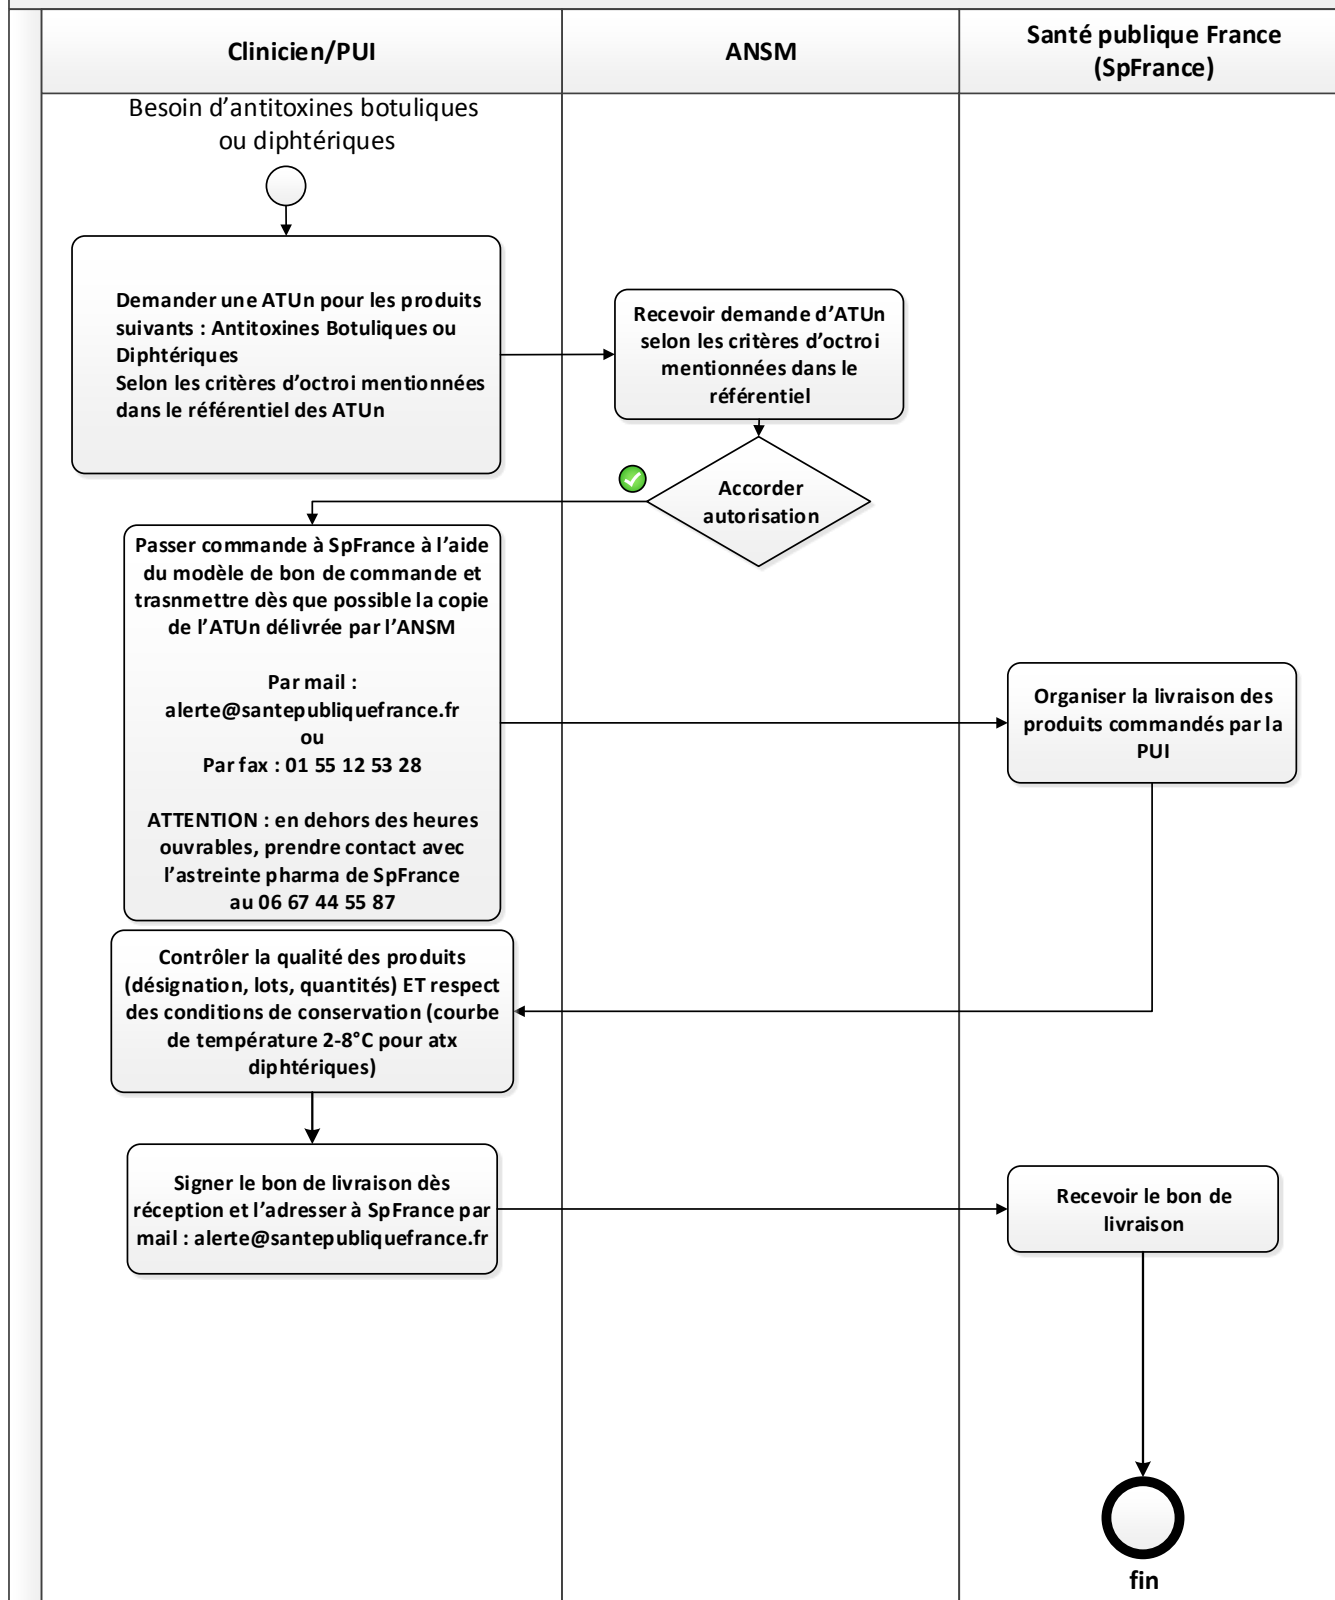 Clinicien/PUI
ANSM
Santé publique France
(SpFrance)
Besoin d'antitoxines botuliques
ou diphtériques
Demander une ATUn pour les produits
suivants : Antitoxines Botuliques ou
Diphtériques
Selon les critères d'octroi mentionnées
dans le référentiel des ATUn
Recevoir demande d'ATUn
selon les critères d'octroi
mentionnées dans le
référentiel
Accorder
autorisation
Passer commande à SpFrance à l'aide
du modèle de bon de commande et
trasnmettre dès que possible la copie
de l'ATUn délivrée par l'ANSM
Par mail :
alerte@santepubliquefrance.fr
ou
Par fax : 01 55 12 53 28
ATTENTION : en dehors des heures
ouvrables, prendre contact avec
l'astreinte pharma de SpFrance
au 06 67 44 55 87
Organiser la livraison des
produits commandés par la
PUI
Contrôler la qualité des produits
(désignation, lots, quantités) ET respect
des conditions de conservation (courbe
de température 2-8°C pour atx
diphtériques)
Signer le bon de livraison dès
réception et l'adresser à SpFrance par
mail : alerte@santepubliquefrance.fr
Recevoir le bon de
livraison
fin